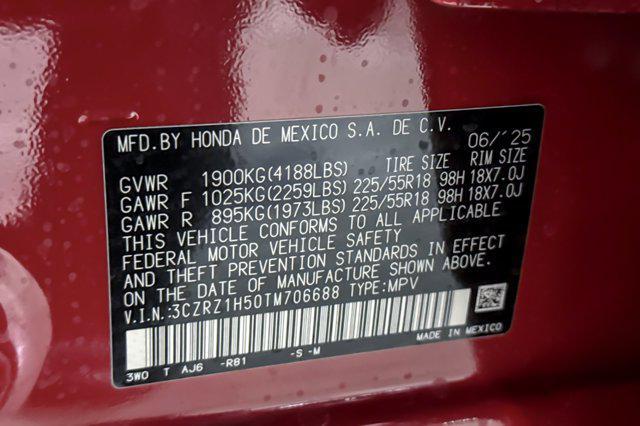 MFD.BY HONDA DE MEXICO S.A. DE C.V. 06/´25
GVWR 1900KG(4188LBS) TIRE SIZE RIM SIZE
GAWR F 1025KG(2259LBS) 225/55R18 98H 18X7.0J
GAWR R 895KG(1973LBS) 225/55R18 98H 18X7.0J
THIS VEHICLE CONFORMS TO ALL APPLICABLE
FEDERAL MOTOR VEHICLE SAFETY
AND THEFT PREVENTION STANDARDS IN EFFECT
ON THE DATE OF MANUFACTURE SHOWN ABOVE.
V.I.N.:3CZRZ1H50TM706688 TYPE:MPV
MADE IN MEXICO
3W0 T AJ6 -R81 -S -M